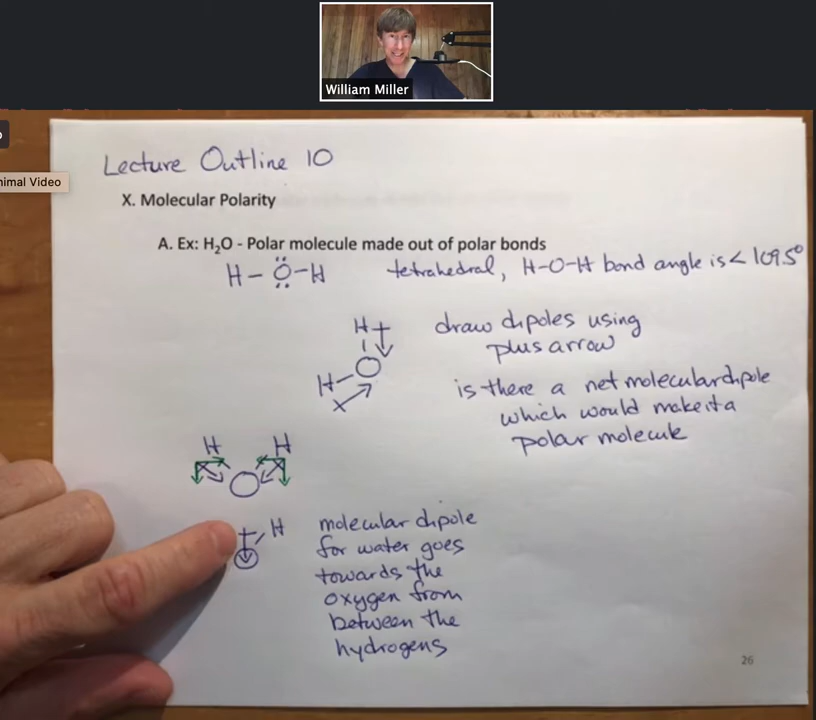 William Miller
nimal Video
Lecture Outline 10
X. Molecular Polarity
A. Ex: H₂O - Polar molecule made out of polar bonds
H - Ö - H
tetrahedral, H-O-H bond angle is < 109.5°
H
H O
draw dipoles using
plus arrow
is there a net molecular dipole
which would make it a
polar molecule
H H
O
H
O
molecular dipole
for water goes
towards the
oxygen from
between the
hydrogens
26